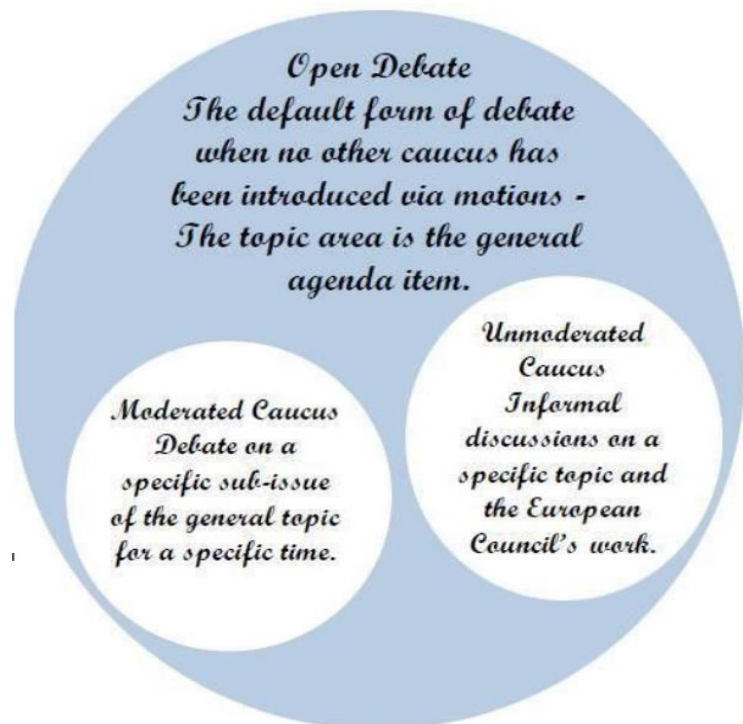 Open Debate
The default form of debate
when no other caucus has
been introduced via motions -
The topic area is the general
agenda item.
Moderated Caucus
Debate on a
specific sub-issue
of the general topic
for a specific time.
Unmoderated
Caucus
Informal
discussions on a
specific topic and
the European
Council's work.